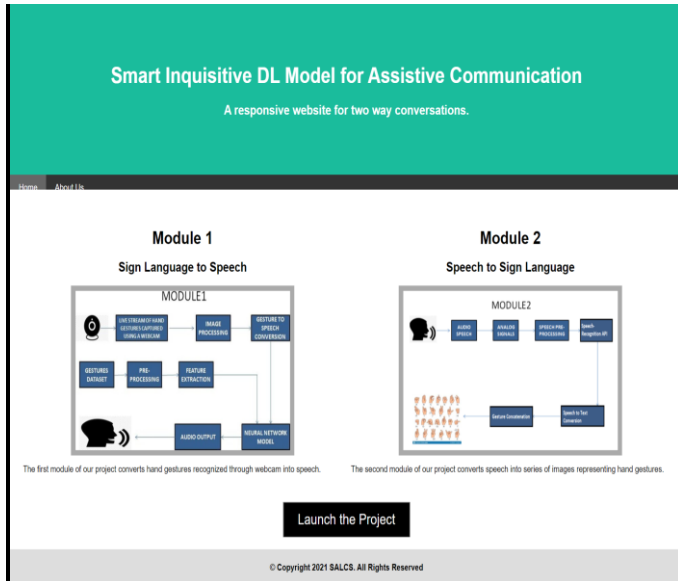 Smart Inquisitive DL Model for Assistive Communication
A responsive website for two way conversations.
Home About Us
Module 1
Sign Language to Speech
MODULE1
LIVE STREAM OF HAND
GESTURES CAPTURED
USING A WEBCAM
IMAGE
PROCESSING
GESTURE TO
SPEECH
CONVERSION
GESTURES
DATASET
PRE-
PROCESSING
FEATURE
EXTRACTION
AUDIO OUTPUT
NEURAL NETWORK
MODEL
The first module of our project converts hand gestures recognized through webcam into speech.
Module 2
Speech to Sign Language
MODULE2
AUDIO
SPEECH
ANALOG
SIGNALS
SPEECH PRE-
PROCESSING
Speech
Recognition API
Gesture Concatenation
Speech to Text
Conversion
The second module of our project converts speech into series of images representing hand gestures.
Launch the Project
© Copyright 2021 SALCS. All Rights Reserved